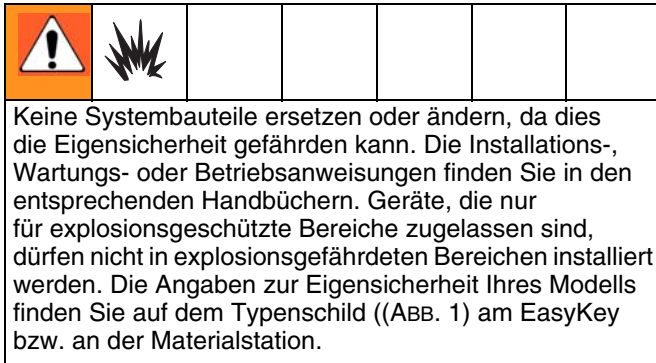 Keine Systembauteile ersetzen oder ändern, da dies
die Eigensicherheit gefährden kann. Die Installations-,
Wartungs- oder Betriebsanweisungen finden Sie in den
entsprechenden Handbüchern. Geräte, die nur
für explosionsgeschützte Bereiche zugelassen sind,
dürfen nicht in explosionsgefährdeten Bereichen installiert
werden. Die Angaben zur Eigensicherheit Ihres Modells
finden Sie auf dem Typenschild ((ABB. 1) am EasyKey
bzw. an der Materialstation.